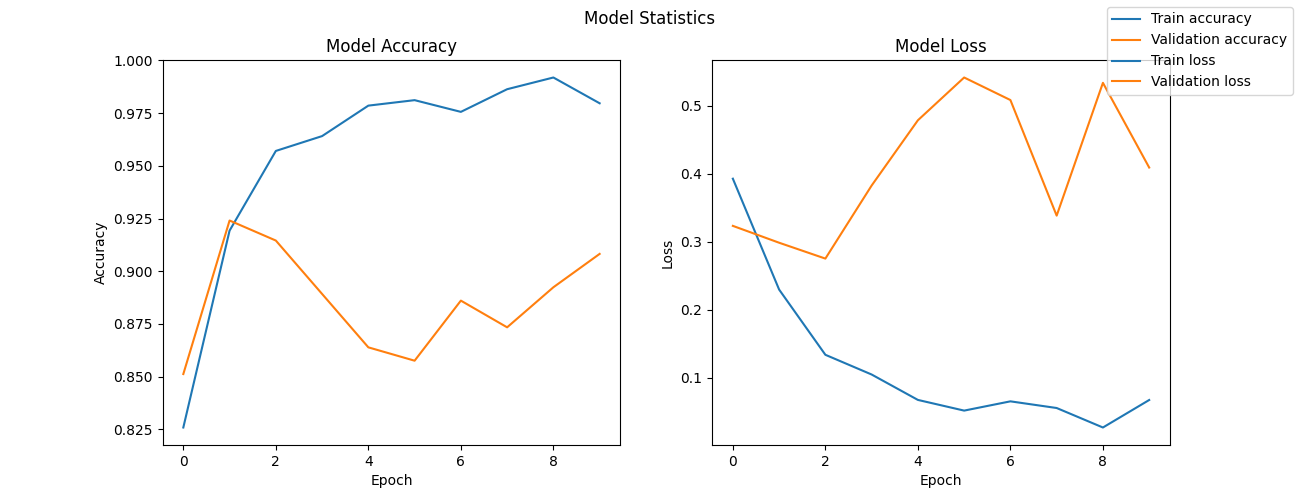 Model Statistics
Model Accuracy
1.000
0.975
0.950
0.925
0.900
0.875
0.850
0.825
Accuracy
0
2
4
6
8
Epoch
Model Loss
0.5
0.4
0.3
0.2
0.1
Loss
0
2
4
6
8
Epoch
Train accuracy
Validation accuracy
Train loss
Validation loss